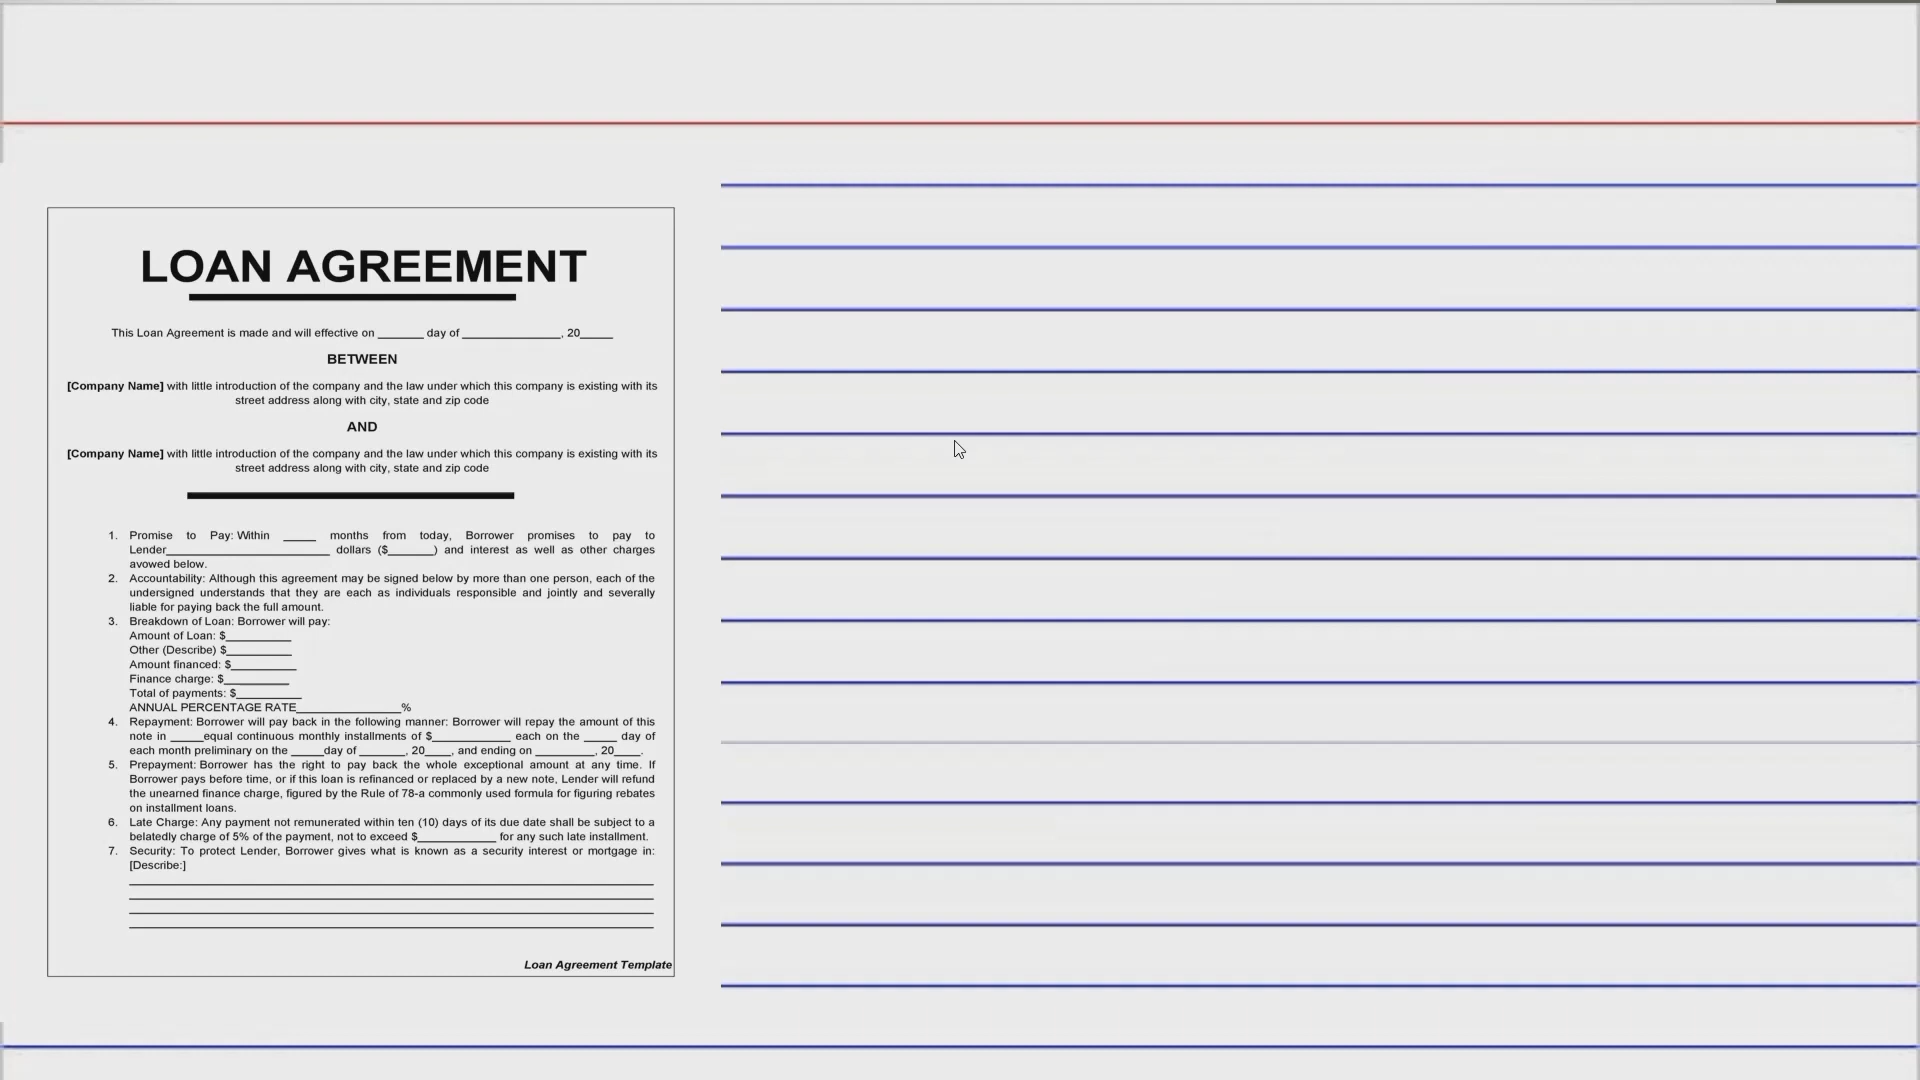 LOAN AGREEMENT
This Loan Agreement is made and will effective on _______ day of _______________, 20_____
BETWEEN
[Company Name] with little introduction of the company and the law under which this company is existing with its
street address along with city, state and zip code
AND
[Company Name] with little introduction of the company and the law under which this company is existing with its
street address along with city, state and zip code
1. Promise to Pay: Within _____ months from today, Borrower promises to pay to
Lender_________________________ dollars ($_______) and interest as well as other charges
avowed below.
2. Accountability: Although this agreement may be signed below by more than one person, each of the
undersigned understands that they are each as individuals responsible and jointly and severally
liable for paying back the full amount.
3. Breakdown of Loan: Borrower will pay:
Amount of Loan: $__________
Other (Describe) $__________
Amount financed: $__________
Finance charge: $__________
Total of payments: $__________
ANNUAL PERCENTAGE RATE________________%
4. Repayment: Borrower will pay back in the following manner: Borrower will repay the amount of this
note in _____equal continuous monthly installments of $____________ each on the _____ day of
each month preliminary on the _____day of _______, 20____, and ending on _________, 20____.
5. Prepayment: Borrower has the right to pay back the whole exceptional amount at any time. If
Borrower pays before time, or if this loan is refinanced or replaced by a new note, Lender will refund
the unearned finance charge, figured by the Rule of 78-a commonly used formula for figuring rebates
on installment loans.
6. Late Charge: Any payment not remunerated within ten (10) days of its due date shall be subject to a
belatedly charge of 5% of the payment, not to exceed $____________ for any such late installment.
7. Security: To protect Lender, Borrower gives what is known as a security interest or mortgage in:
[Describe:]
Loan Agreement Template